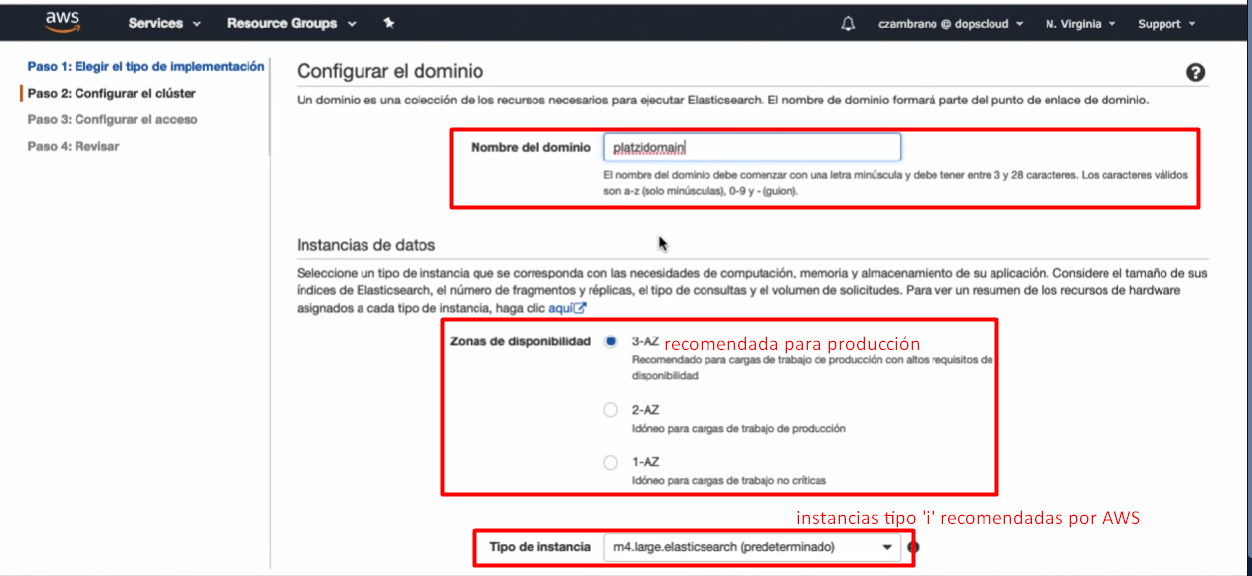 aws Services Resource Groups czambrano @ dopscloud N. Virginia Support
Paso 1: Elegir el tipo de implementación
Paso 2: Configurar el clúster
Paso 3: Configurar el acceso
Paso 4: Revisar
Configurar el dominio
Un dominio es una colección de los recursos necesarios para ejecutar Elasticsearch. El nombre de dominio formará parte del punto de enlace de dominio.
Nombre del dominio platzidomain
El nombre del dominio debe comenzar con una letra minúscula y debe tener entre 3 y 28 caracteres. Los caracteres válidos
son a-z (solo minúsculas), 0-9 y - (guion).
Instancias de datos
Seleccione un tipo de instancia que se corresponda con las necesidades de computación, memoria y almacenamiento de su aplicación. Considere el tamaño de sus
índices de Elasticsearch, el número de fragmentos y réplicas, el tipo de consultas y el volumen de solicitudes. Para ver un resumen de los recursos de hardware
asignados a cada tipo de instancia, haga clic aquí
Zonas de disponibilidad 3-AZ recomendada para producción
Recomendado para cargas de trabajo de producción con altos requisitos de
disponibilidad
2-AZ
Idóneo para cargas de trabajo de producción
1-AZ
Idóneo para cargas de trabajo no críticas
instancias tipo 'i' recomendadas por AWS
Tipo de instancia m4.large.elasticsearch (predeterminado)